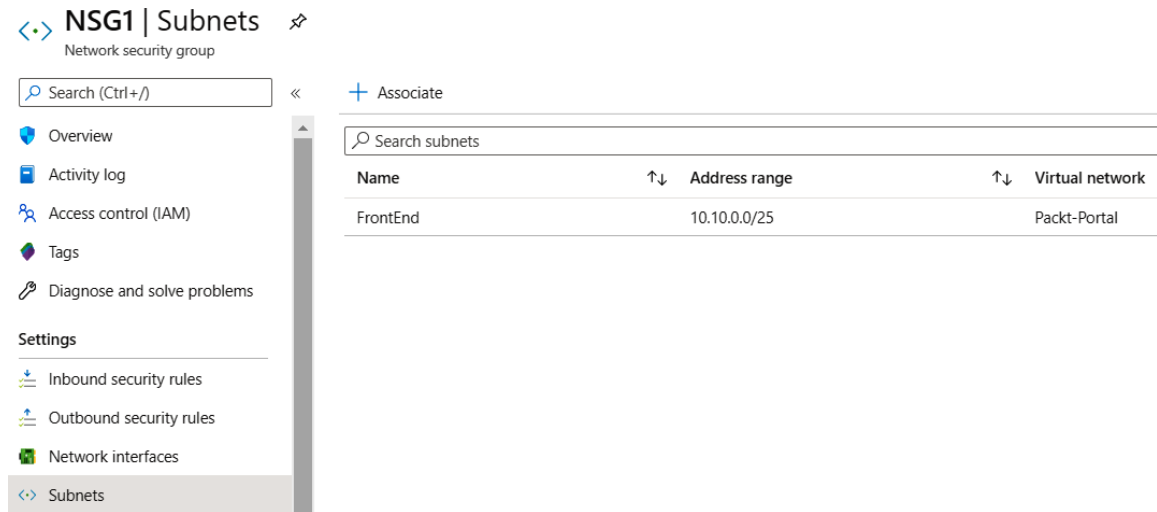 NSG1 | Subnets
Network security group
Search (Ctrl+/)
«
Overview
Activity log
Access control (IAM)
Tags
Diagnose and solve problems
Settings
Inbound security rules
Outbound security rules
Network interfaces
Subnets
+ Associate
Search subnets
Name ↑↓ Address range ↑↓ Virtual network
FrontEnd 10.10.0.0/25 Packt-Portal